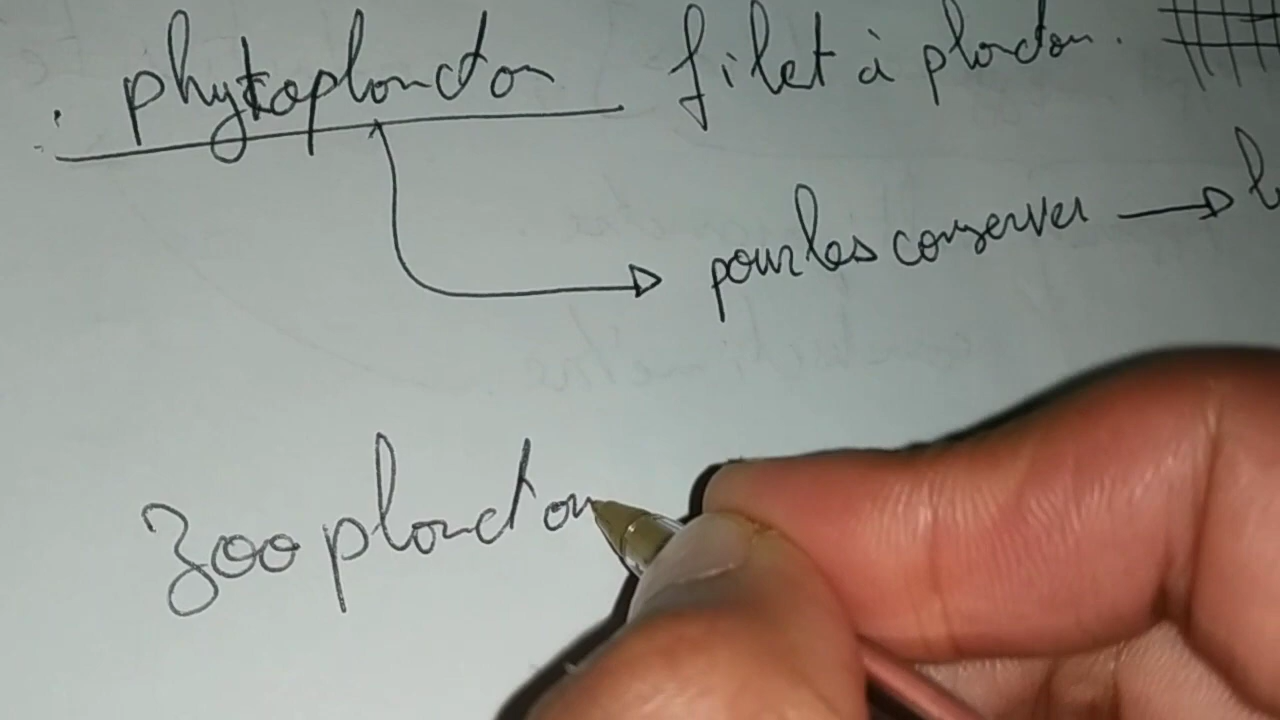 : phytoplancton filet à plancton.
pour les conserver → l
zooplancton